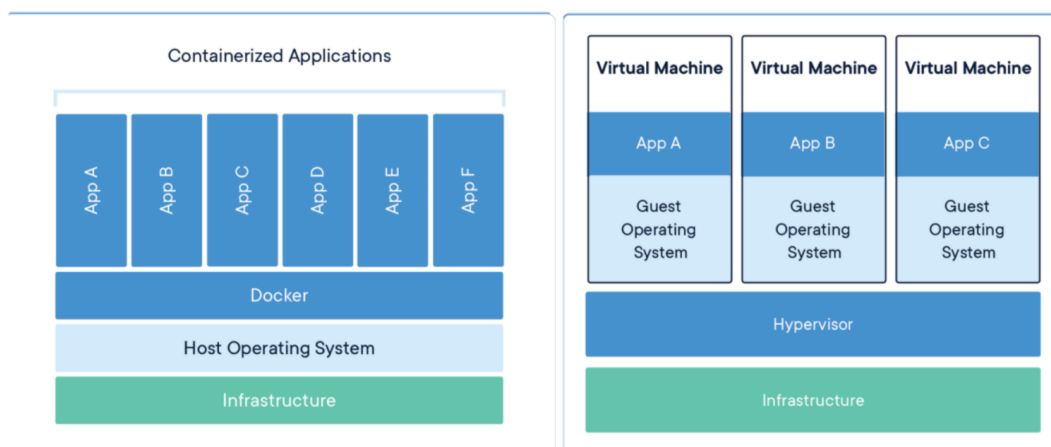 Containerized Applications
App A
App B
App C
App D
App E
App F
Docker
Host Operating System
Infrastructure
Virtual Machine
App A
Guest
Operating
System
Virtual Machine
App B
Guest
Operating
System
Virtual Machine
App C
Guest
Operating
System
Hypervisor
Infrastructure